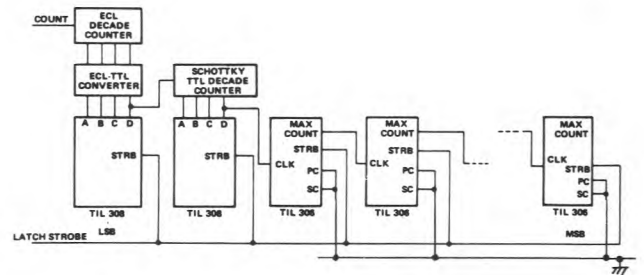 COUNT
ECL
DECADE
COUNTER
ECL-TTL
CONVERTER
SCHOTTKY
TTL DECADE
COUNTER
A B C D
STRB
TIL 308
LSB
A B C D
STRB
TIL 308
MAX
COUNT
STRB
CLK
PC
SC
TIL 306
MAX
COUNT
STRB
CLK
PC
SC
TIL 306
MAX
COUNT
CLK
STRB
PC
SC
TIL 306
MSB
LATCH STROBE